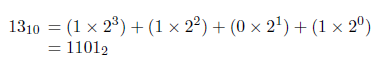 13₁₀ = (1 × 2³) + (1 × 2²) + (0 × 2¹) + (1 × 2⁰)
= 1101₂